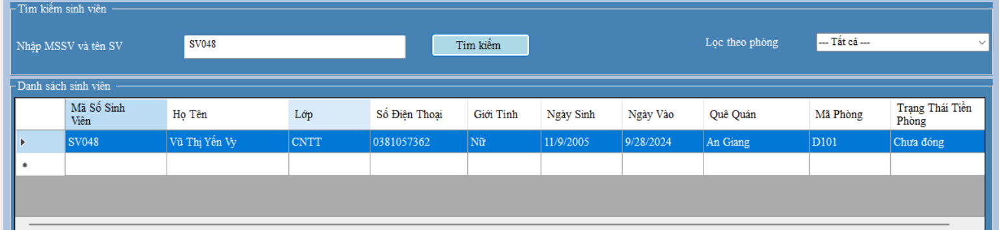 Tìm kiếm sinh viên
Nhập MSSV và tên SV SV048 Tìm kiếm Lọc theo phòng --- Tất cả ---
Danh sách sinh viên
Mã Số Sinh Viên Họ Tên Lớp Số Điện Thoại Giới Tính Ngày Sinh Ngày Vào Quê Quán Mã Phòng Trạng Thái Tiền Phòng
SV048 Vũ Thị Yến Vy CNTT 0381057362 Nữ 11/9/2005 9/28/2024 An Giang D101 Chưa đóng